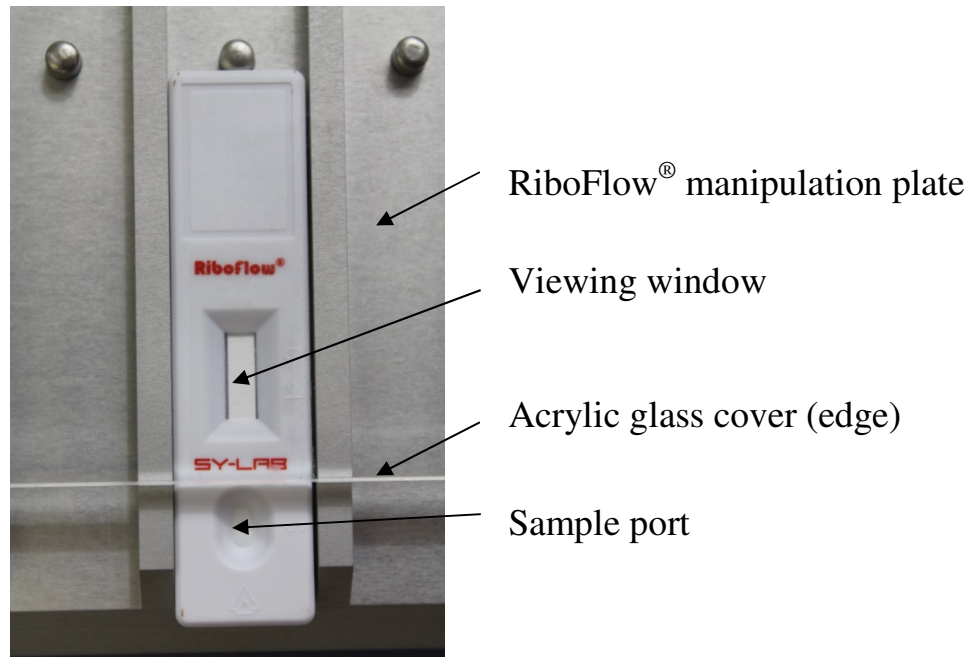 RiboFlow® manipulation plate
Riboflow®
Viewing window
Acrylic glass cover (edge)
SY-LAB
Sample port